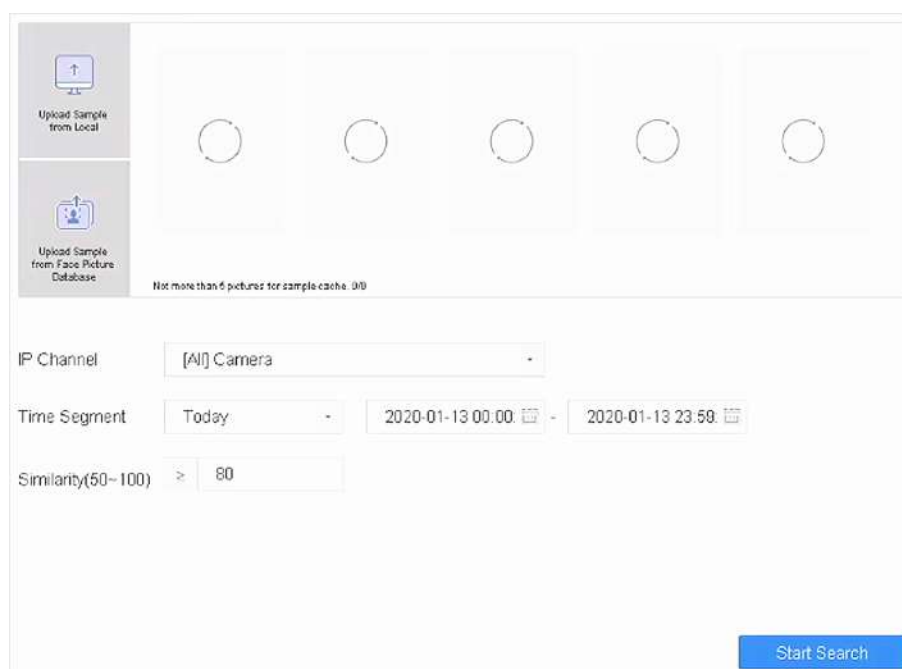 Upload Sample
from Local
Upload Sample
from Face Picture
Database
Not more than 5 pictures for sample cache. 0/0
IP Channel [All] Camera
Time Segment Today 2020-01-13 00:00: - 2020-01-13 23:59:
Similarity(50~100) ≥ 80
Start Search